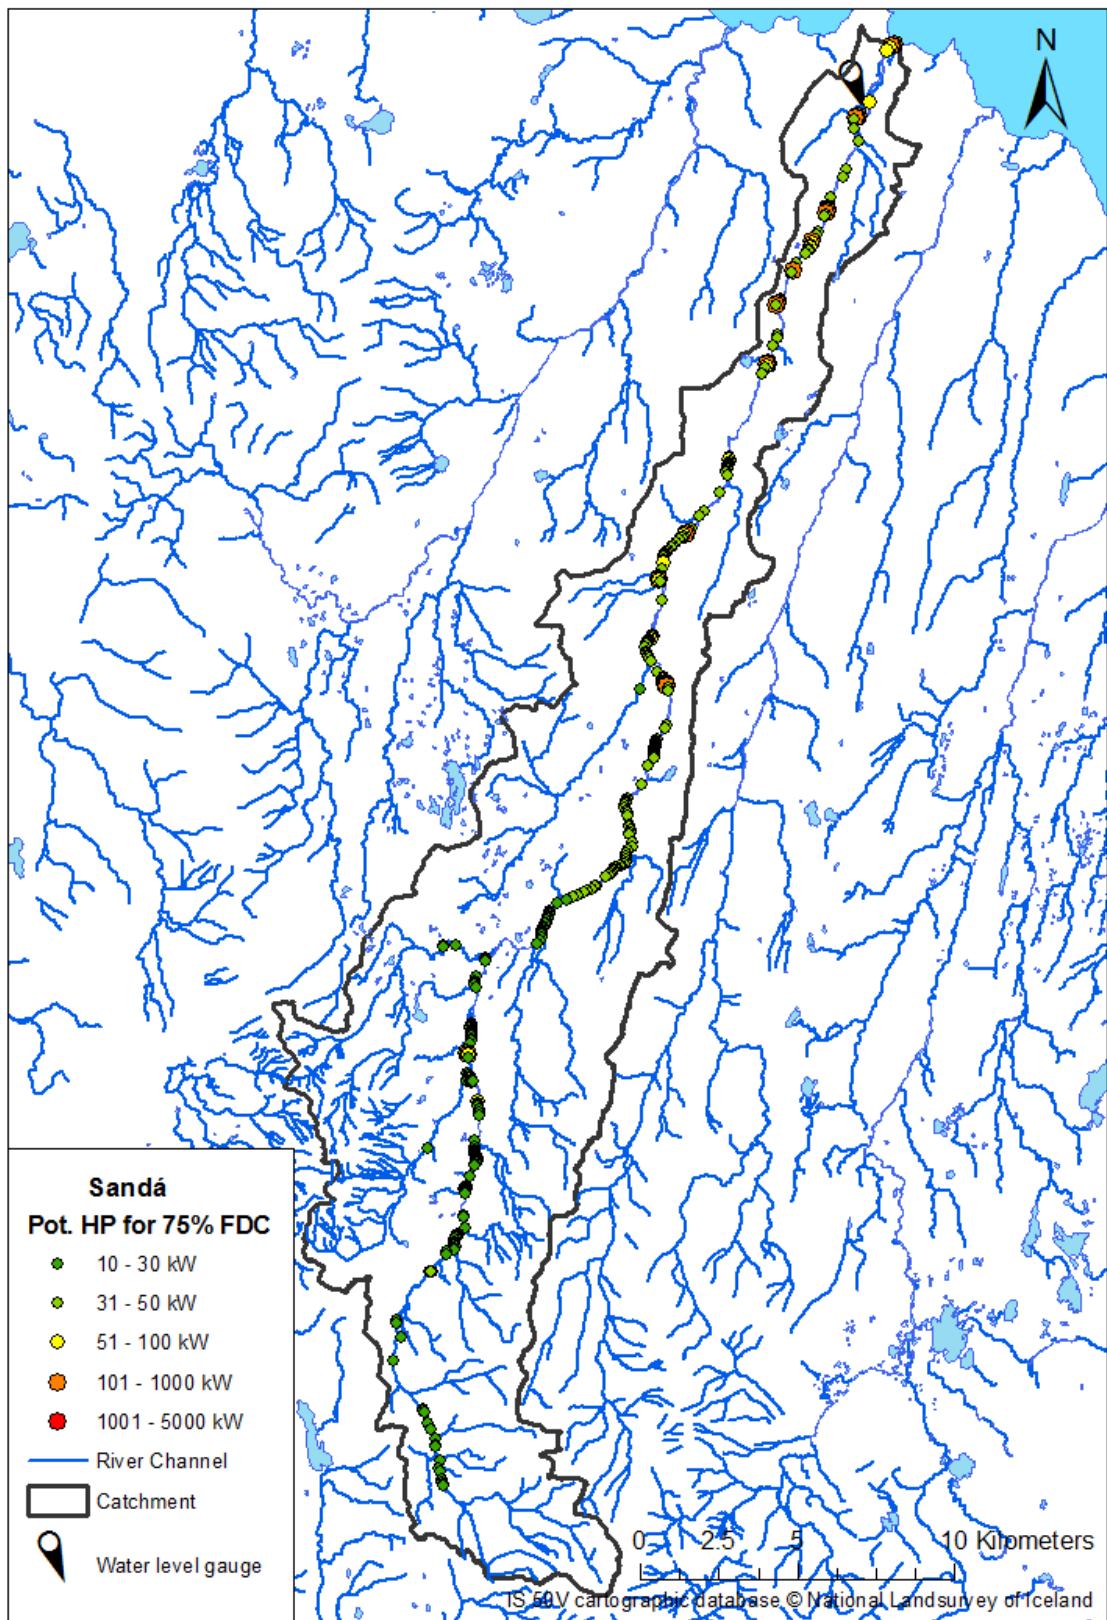 N
Sandá
Pot. HP for 75% FDC
10 - 30 kW
31 - 50 kW
51 - 100 kW
101 - 1000 kW
1001 - 5000 kW
River Channel
Catchment
Water level gauge
0 2.5 5 10 Kilometers
IS 50V cartographic database © National Landsurvey of Iceland